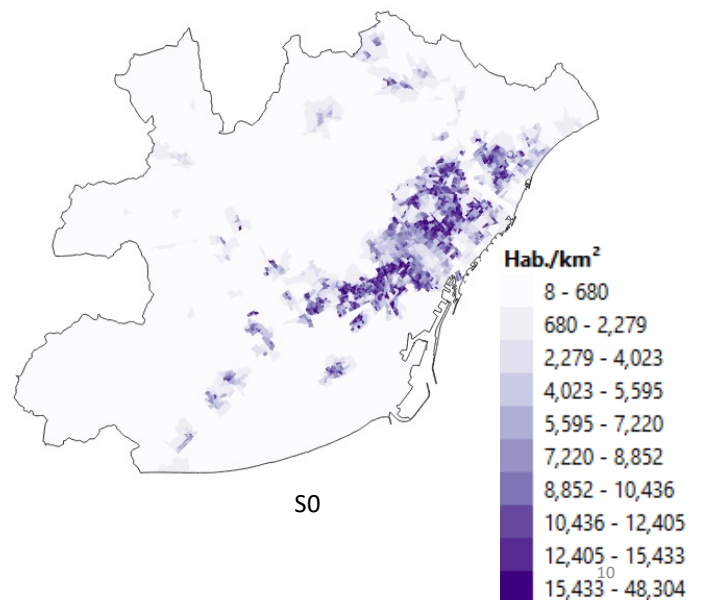 Hab./km²
8 - 680
680 - 2,279
2,279 - 4,023
4,023 - 5,595
5,595 - 7,220
7,220 - 8,852
8,852 - 10,436
10,436 - 12,405
12,405 - 15,433
15,433 - 48,304
S0
10